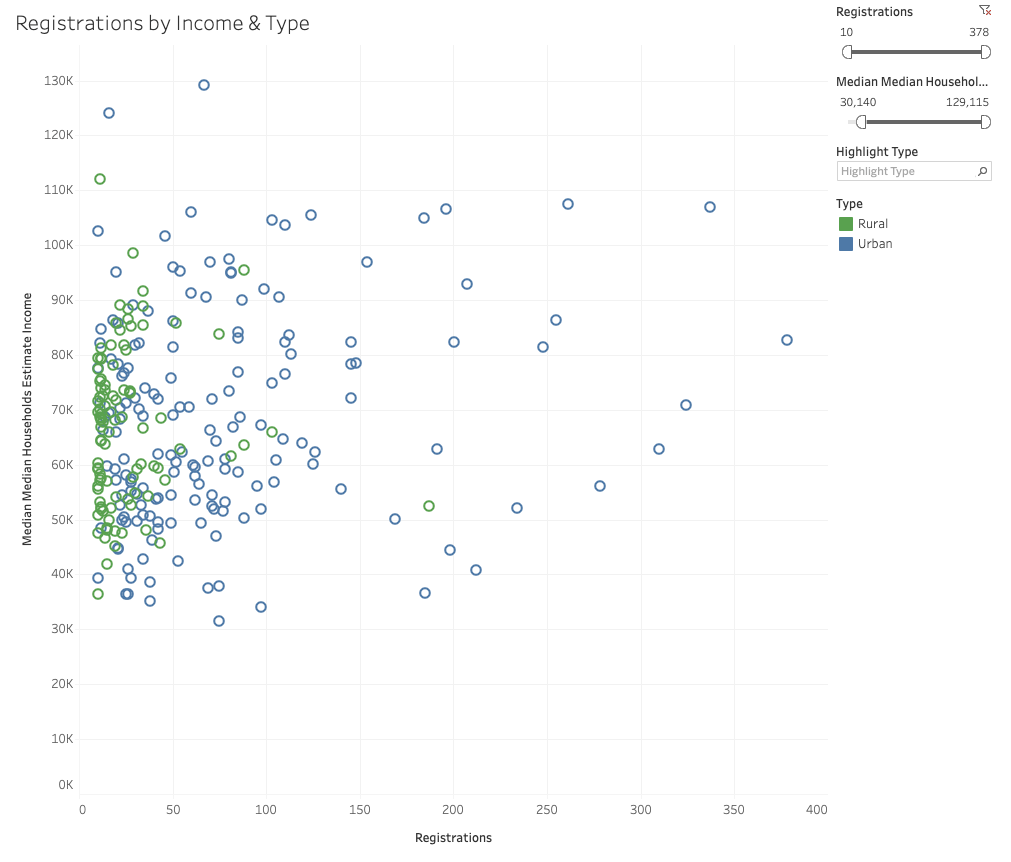 Registrations by Income & Type
Median Median Households Estimate Income
130K
120K
110K
100K
90K
80K
70K
60K
50K
40K
30K
20K
10K
0K
0 50 100 150 200 250 300 350 400
Registrations
Registrations
10 378
Median Median Househol...
30,140 129,115
Highlight Type
Highlight Type
Type
Rural
Urban